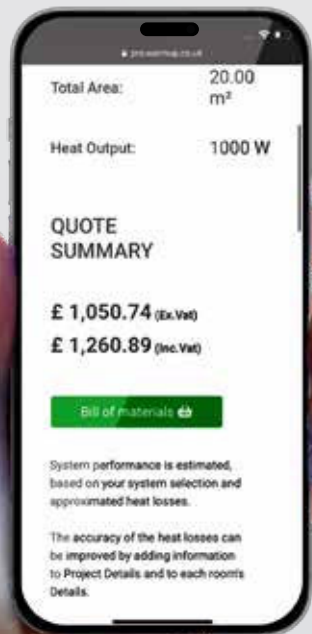 Total Area: 20.00
m²
Heat Output: 1000 W
QUOTE
SUMMARY
£ 1,050.74 (Ex.Vat)
£ 1,260.89 (Inc.Vat)
Bill of materials
System performance is estimated,
based on your system selection and
approximated heat losses.
The accuracy of the heat losses can
be improved by adding information
to Project Details and to each room's
Details.